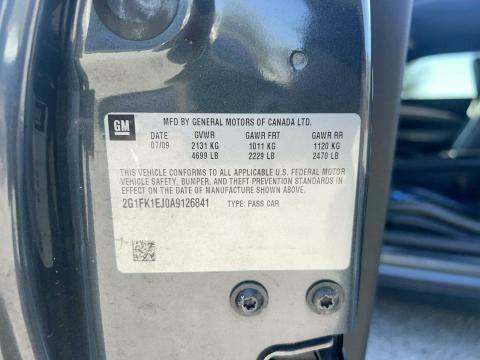 GM
MFD BY GENERAL MOTORS OF CANADA LTD.
DATE GVWR GAWR FRT GAWR RR
07/09 2131 KG 1011 KG 1120 KG
4699 LB 2229 LB 2470 LB
THIS VEHICLE CONFORMS TO ALL APPLICABLE U.S. FEDERAL MOTOR
VEHICLE SAFETY, BUMPER, AND THEFT PREVENTION STANDARDS IN
EFFECT ON THE DATE OF MANUFACTURE SHOWN ABOVE.
2G1FK1EJ0A9126841 TYPE: PASS CAR